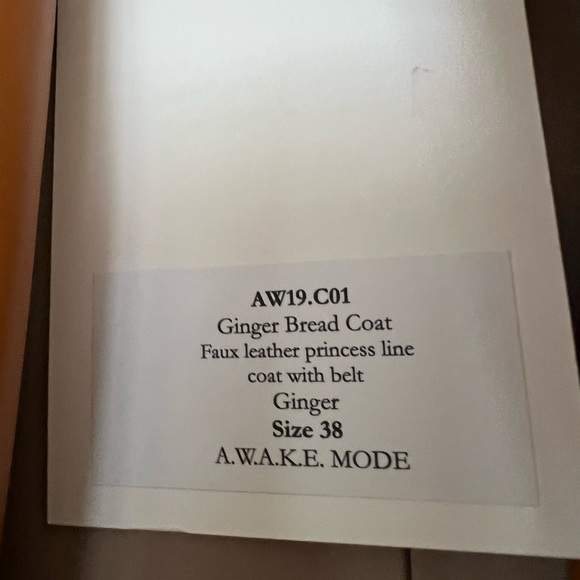 AW19.C01
Ginger Bread Coat
Faux leather princess line
coat with belt
Ginger
Size 38
A.W.A.K.E. MODE